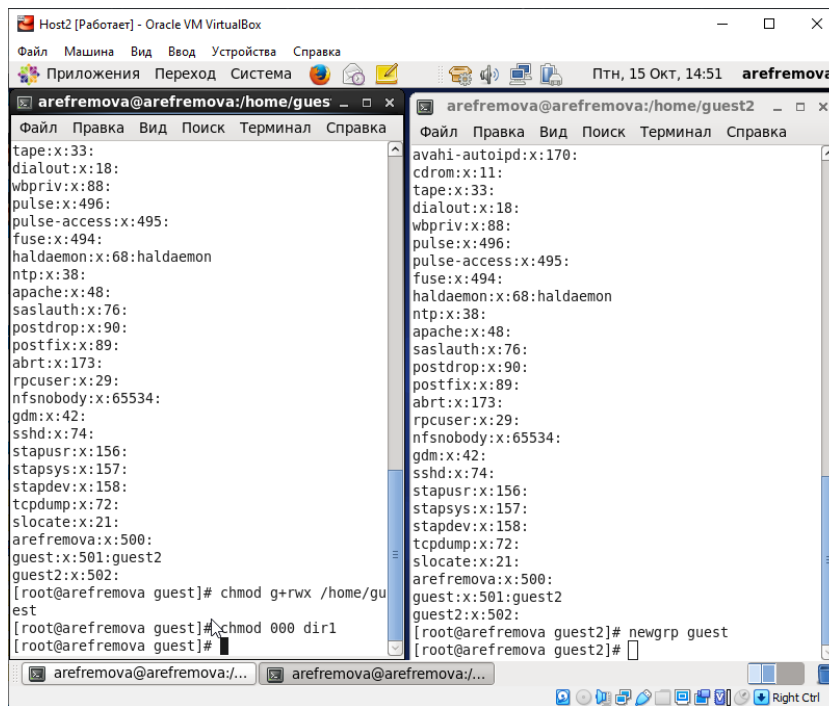 Host2 [Работает] - Oracle VM VirtualBox
Файл Машина Вид Ввод Устройства Справка
Приложения Переход Система Птн, 15 Окт, 14:51 arefremova
arefremova@arefremova:/home/gues
Файл Правка Вид Поиск Терминал Справка
tape:x:33:
dialout:x:18:
wbpriv:x:88:
pulse:x:496:
pulse-access:x:495:
fuse:x:494:
haldaemon:x:68:haldaemon
ntp:x:38:
apache:x:48:
saslauth:x:76:
postdrop:x:90:
postfix:x:89:
abrt:x:173:
rpcuser:x:29:
nfsnobody:x:65534:
gdm:x:42:
sshd:x:74:
stapusr:x:156:
stapsys:x:157:
stapdev:x:158:
tcpdump:x:72:
slocate:x:21:
arefremova:x:500:
guest:x:501:guest2
guest2:x:502:
[root@arefremova guest]# chmod g+rwx /home/gu
est
[root@arefremova guest]# chmod 000 dir1
[root@arefremova guest]#
arefremova@arefremova:/home/guest2
Файл Правка Вид Поиск Терминал Справка
avahi-autoipd:x:170:
cdrom:x:11:
tape:x:33:
dialout:x:18:
wbpriv:x:88:
pulse:x:496:
pulse-access:x:495:
fuse:x:494:
haldaemon:x:68:haldaemon
ntp:x:38:
apache:x:48:
saslauth:x:76:
postdrop:x:90:
postfix:x:89:
abrt:x:173:
rpcuser:x:29:
nfsnobody:x:65534:
gdm:x:42:
sshd:x:74:
stapusr:x:156:
stapsys:x:157:
stapdev:x:158:
tcpdump:x:72:
slocate:x:21:
arefremova:x:500:
guest:x:501:guest2
guest2:x:502:
[root@arefremova guest2]# newgrp guest
[root@arefremova guest2]#
arefremova@arefremova:/... arefremova@arefremova:/...
Right Ctrl